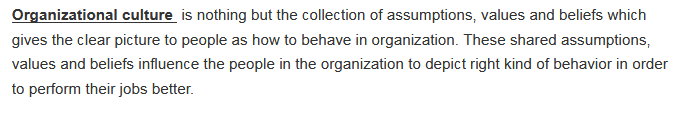 Organizational culture is nothing but the collection of assumptions, values and beliefs which
gives the clear picture to people as how to behave in organization. These shared assumptions,
values and beliefs influence the people in the organization to depict right kind of behavior in order
to perform their jobs better.